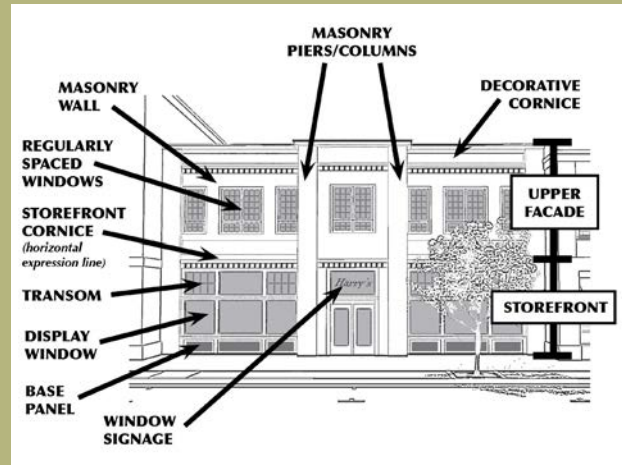 MASONRY
PIERS/COLUMNS
MASONRY
WALL
DECORATIVE
CORNICE
REGULARLY
SPACED
WINDOWS
UPPER
FACADE
STOREFRONT
CORNICE
(horizontal
expression line)
TRANSOM
Harry's
STOREFRONT
DISPLAY
WINDOW
BASE
PANEL
WINDOW
SIGNAGE